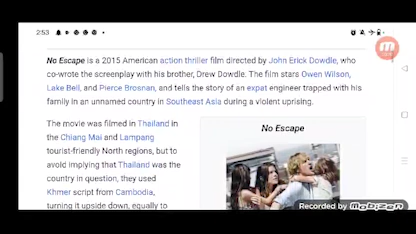 2:53
No Escape is a 2015 American action thriller film directed by John Erick Dowdle, who
co-wrote the screenplay with his brother, Drew Dowdle. The film stars Owen Wilson,
Lake Bell, and Pierce Brosnan, and tells the story of an expat engineer trapped with his
family in an unnamed country in Southeast Asia during a violent uprising.
The movie was filmed in Thailand in
the Chiang Mai and Lampang
tourist-friendly North regions, but to
avoid implying that Thailand was the
country in question, they used
Khmer script from Cambodia,
turning it upside down, equally to
No Escape
Recorded by Mobizen